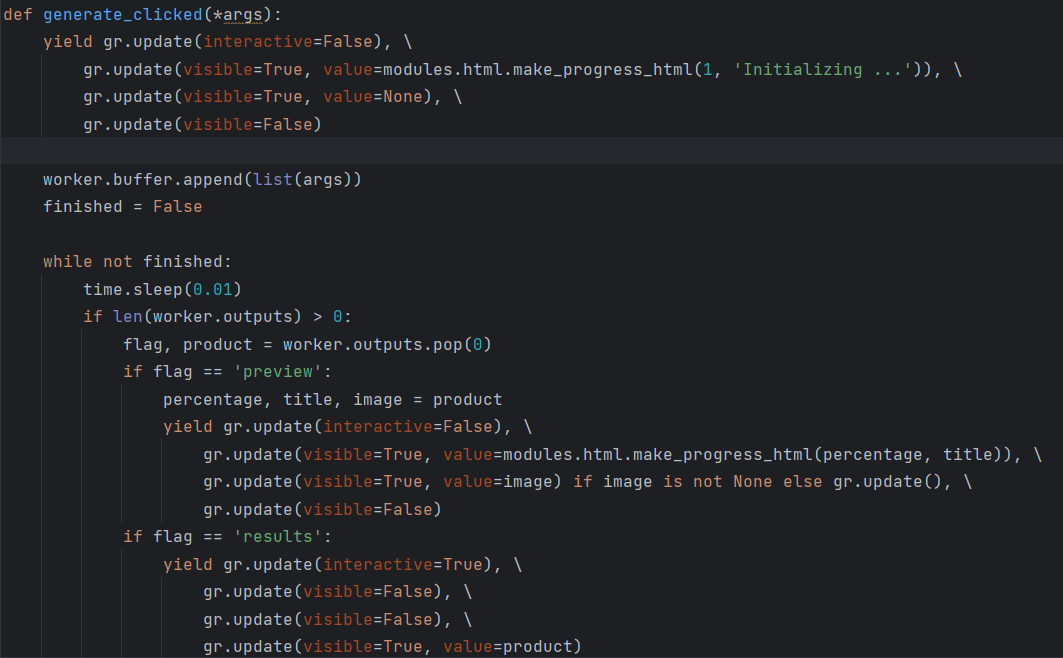 def generate_clicked(*args):
    yield gr.update(interactive=False), \
        gr.update(visible=True, value=modules.html.make_progress_html(1, 'Initializing ...')), \
        gr.update(visible=True, value=None), \
        gr.update(visible=False)

    worker.buffer.append(list(args))
    finished = False

    while not finished:
        time.sleep(0.01)
        if len(worker.outputs) > 0:
            flag, product = worker.outputs.pop(0)
            if flag == 'preview':
                percentage, title, image = product
                yield gr.update(interactive=False), \
                    gr.update(visible=True, value=modules.html.make_progress_html(percentage, title)), \
                    gr.update(visible=True, value=image) if image is not None else gr.update(), \
                    gr.update(visible=False)
            if flag == 'results':
                yield gr.update(interactive=True), \
                    gr.update(visible=False), \
                    gr.update(visible=False), \
                    gr.update(visible=True, value=product)